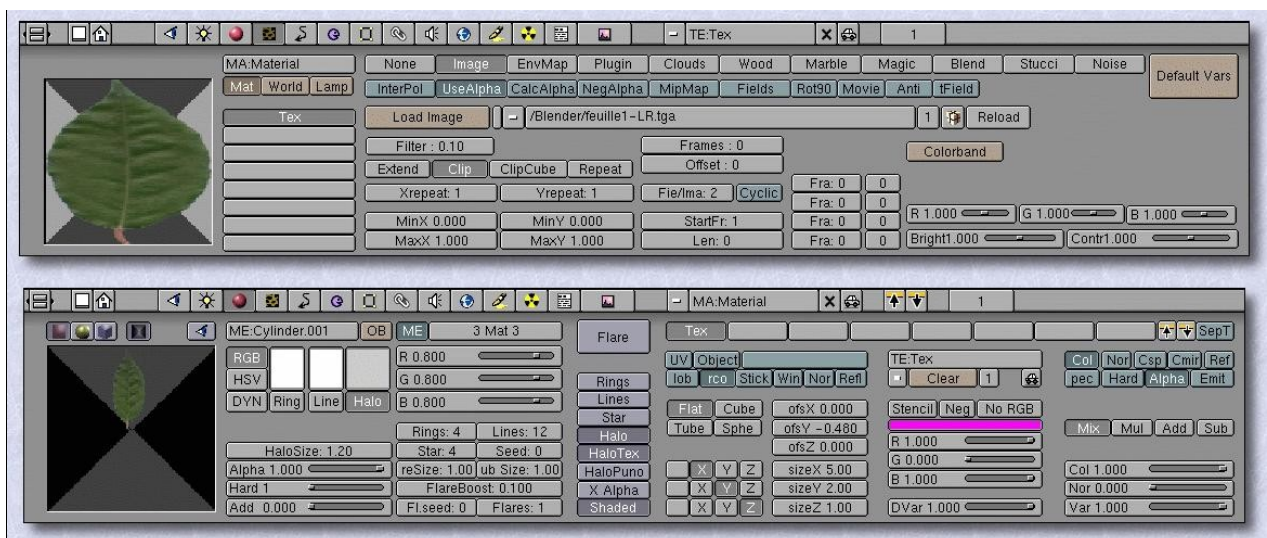 TE:Tex 1
MA:Material None Image EnvMap Plugin Clouds Wood Marble Magic Blend Stucci Noise Default Vars
Mat World Lamp InterPol UseAlpha CalcAlpha NegAlpha MipMap Fields Rot90 Movie Anti tField
Tex Load Image /Blender/feuille1-LR.tga 1 Reload
Filter : 0.10 Frames : 0 Colorband
Extend Clip ClipCube Repeat Offset : 0
Xrepeat: 1 Yrepeat: 1 Fie/Ima: 2 Cyclic Fra: 0 0
Fra: 0 0
MinX 0.000 MinY 0.000 StartFr: 1 Fra: 0 0 R 1.000 G 1.000 B 1.000
MaxX 1.000 MaxY 1.000 Len: 0 Fra: 0 0 Bright1.000 Contr1.000
MA:Material 1
ME:Cylinder.001 OB ME 3 Mat 3 Flare Tex SepT
RGB R 0.800 UV Object TE:Tex Col Nor Csp Cmir Ref
HSV G 0.800 Rings lob rco Stick Win Nor Refl Clear 1 pec Hard Alpha Emit
DYN Ring Line Halo B 0.800 Lines Flat Cube ofsX 0.000 Stencil Neg No RGB
Rings: 4 Lines: 12 Star Tube Sphe ofsY -0.480 Mix Mul Add Sub
HaloSize: 1.20 Star: 4 Seed: 0 Halo ofsZ 0.000 R 1.000
Alpha 1.000 reSize: 1.00 ub Size: 1.00 HaloTex X Y Z sizeX 5.00 G 0.000 Col 1.000
Hard 1 FlareBoost: 0.100 HaloPuno X Y Z sizeY 2.00 B 1.000 Nor 0.000
Add 0.000 Fl.seed: 0 Flares: 1 X Alpha Shaded X Y Z sizeZ 1.00 DVar 1.000 Var 1.000